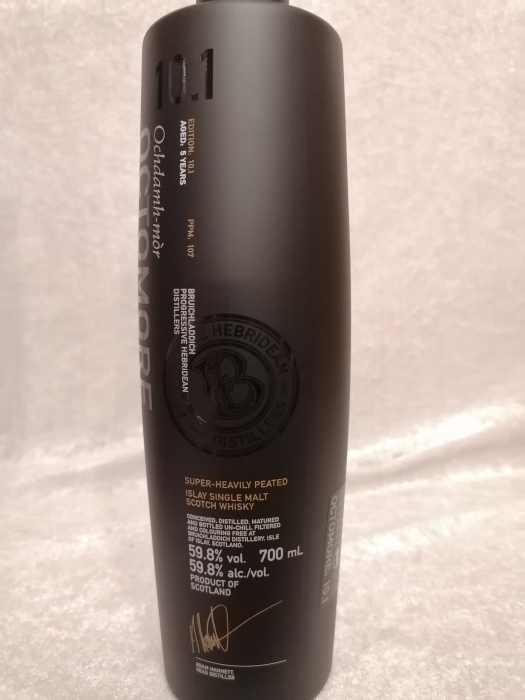 10.1
EDITION: 10.1
AGED: 5 YEARS
PPM: 107
Ochdamh-mòr
OCTOMORE
BRUICHLADDICH
PROGRESSIVE HEBRIDEAN
DISTILLERS
E HEBRIDEAN
B
DISTILLERS
SUPER-HEAVILY PEATED
ISLAY SINGLE MALT
SCOTCH WHISKY
CONCEIVED, DISTILLED, MATURED
AND BOTTLED UN-CHILL FILTERED
AND COLOURING FREE AT
BRUICHLADDICH DISTILLERY, ISLE
OF ISLAY, SCOTLAND.
59.8% vol. 700 mL
59.8% alc./vol.
PRODUCT OF
SCOTLAND
ADAM HANNETT,
HEAD DISTILLER
OCTOMORE 10.1